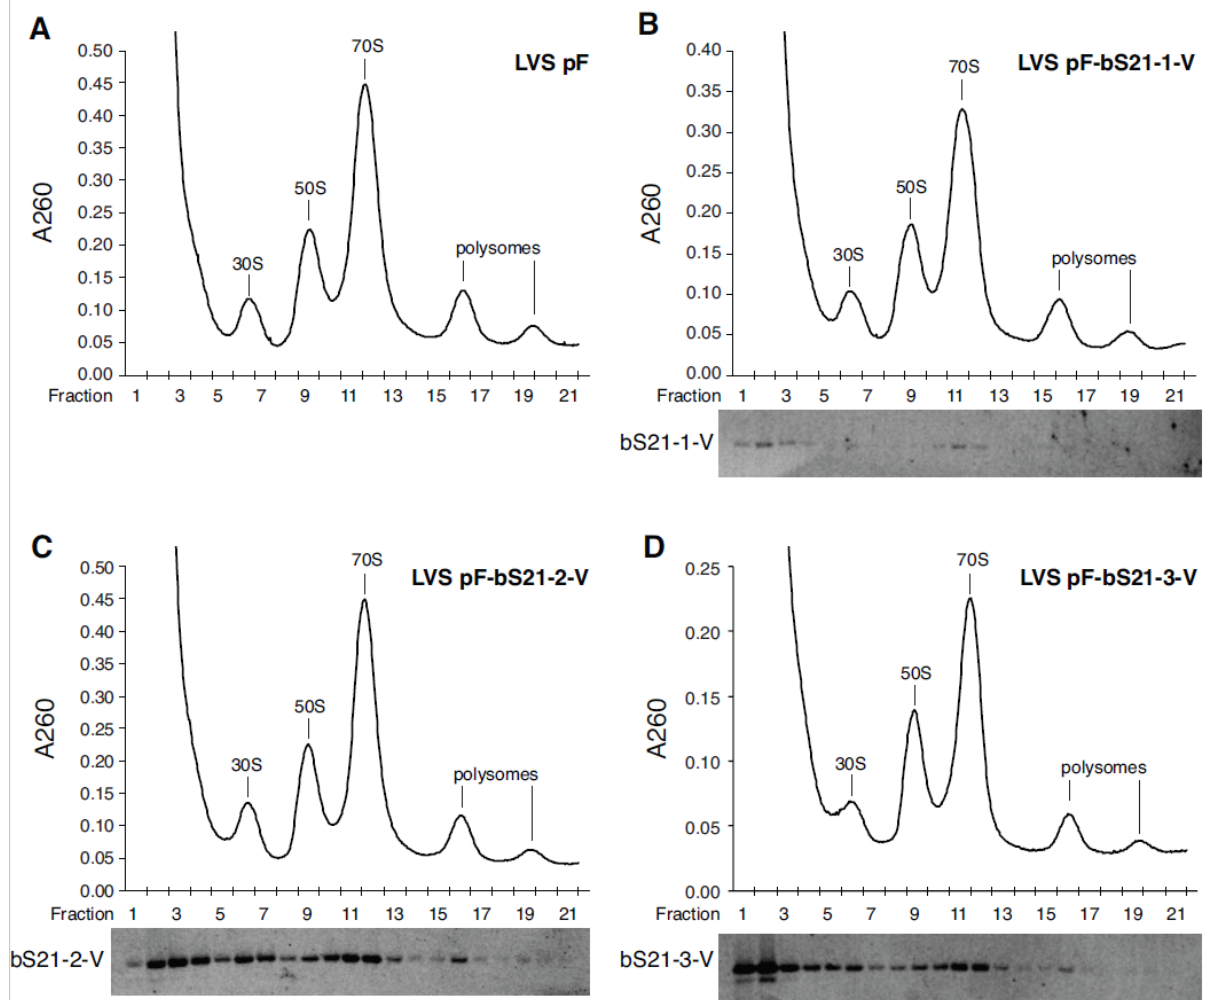 A
LVS pF
A260
0.50
0.45
0.40
0.35
0.30
0.25
0.20
0.15
0.10
0.05
0.00
70S
50S
30S
polysomes
Fraction 1 3 5 7 9 11 13 15 17 19 21
B
LVS pF-bS21-1-V
A260
0.40
0.35
0.30
0.25
0.20
0.15
0.10
0.05
0.00
70S
50S
30S
polysomes
Fraction 1 3 5 7 9 11 13 15 17 19 21
bS21-1-V
C
LVS pF-bS21-2-V
A260
0.50
0.45
0.40
0.35
0.30
0.25
0.20
0.15
0.10
0.05
0.00
70S
50S
30S
polysomes
Fraction 1 3 5 7 9 11 13 15 17 19 21
bS21-2-V
D
LVS pF-bS21-3-V
A260
0.25
0.20
0.15
0.10
0.05
0.00
70S
50S
30S
polysomes
Fraction 1 3 5 7 9 11 13 15 17 19 21
bS21-3-V